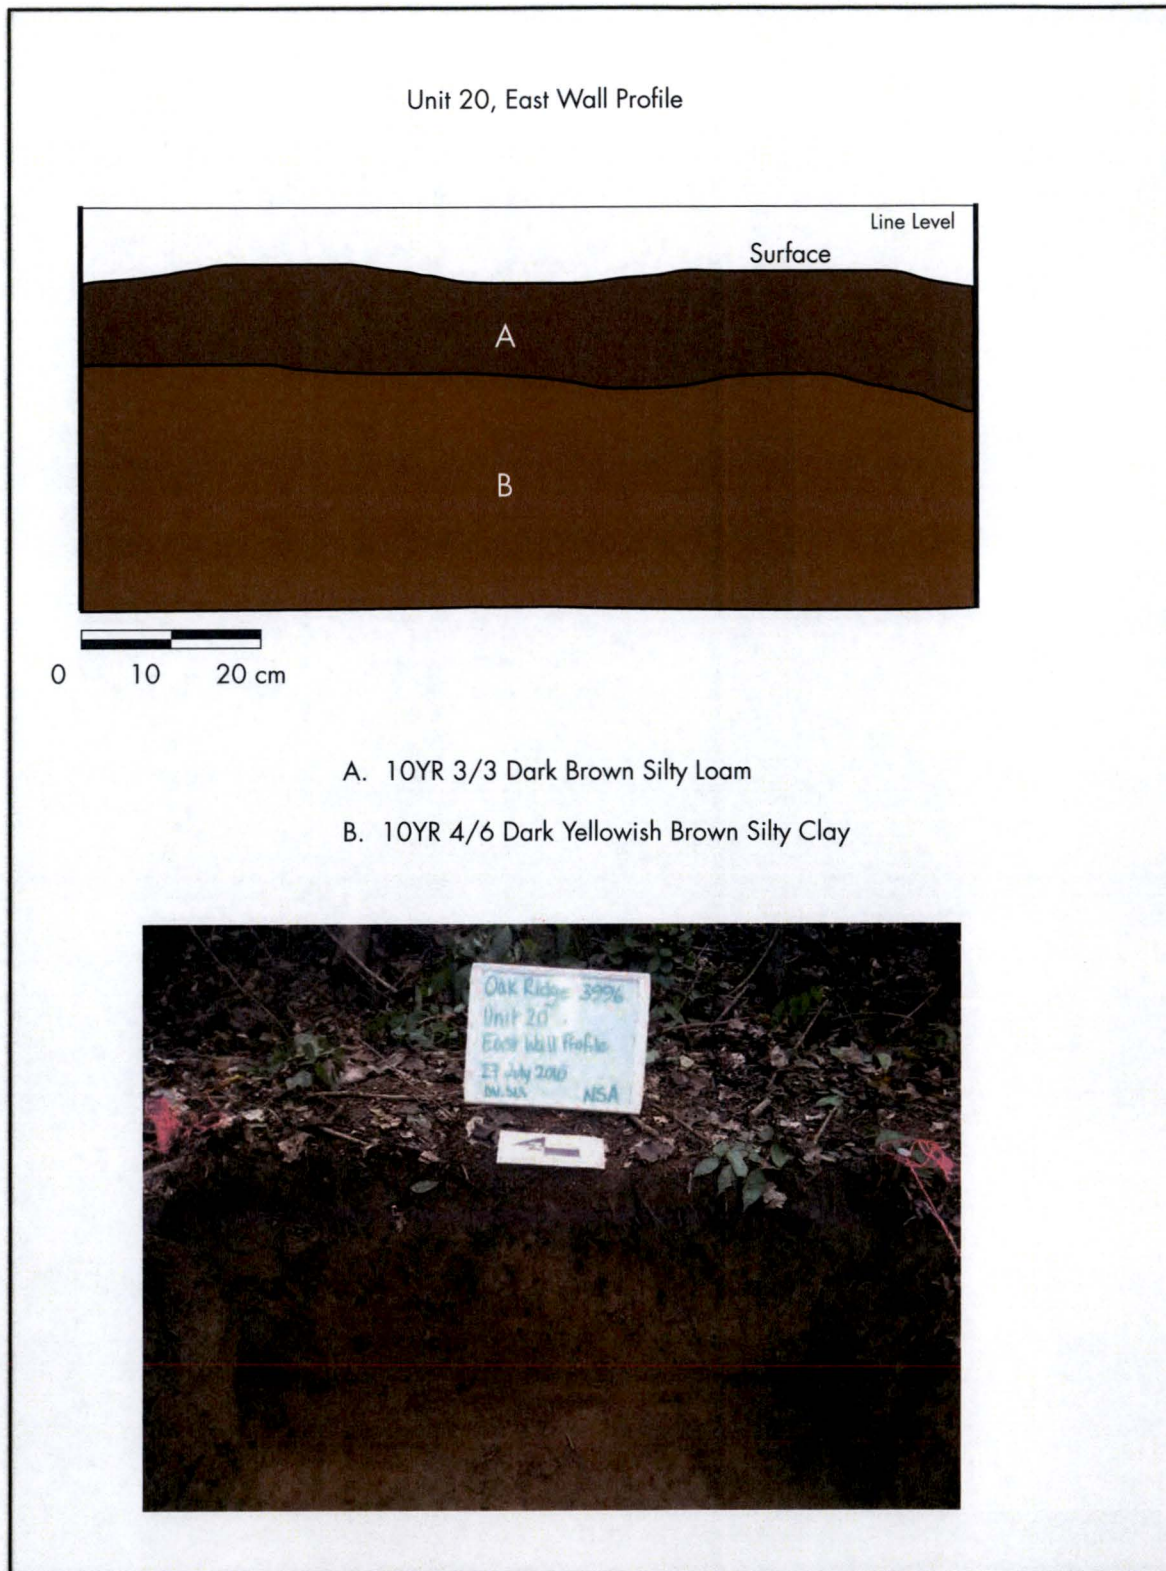 Unit 20, East Wall Profile
Line Level
Surface
A
B
0 10 20 cm
A. 10YR 3/3 Dark Brown Silty Loam
B. 10YR 4/6 Dark Yellowish Brown Silty Clay
Oak Ridge 3996
Unit 20
East Wall Profile
27 July 2016
NSA